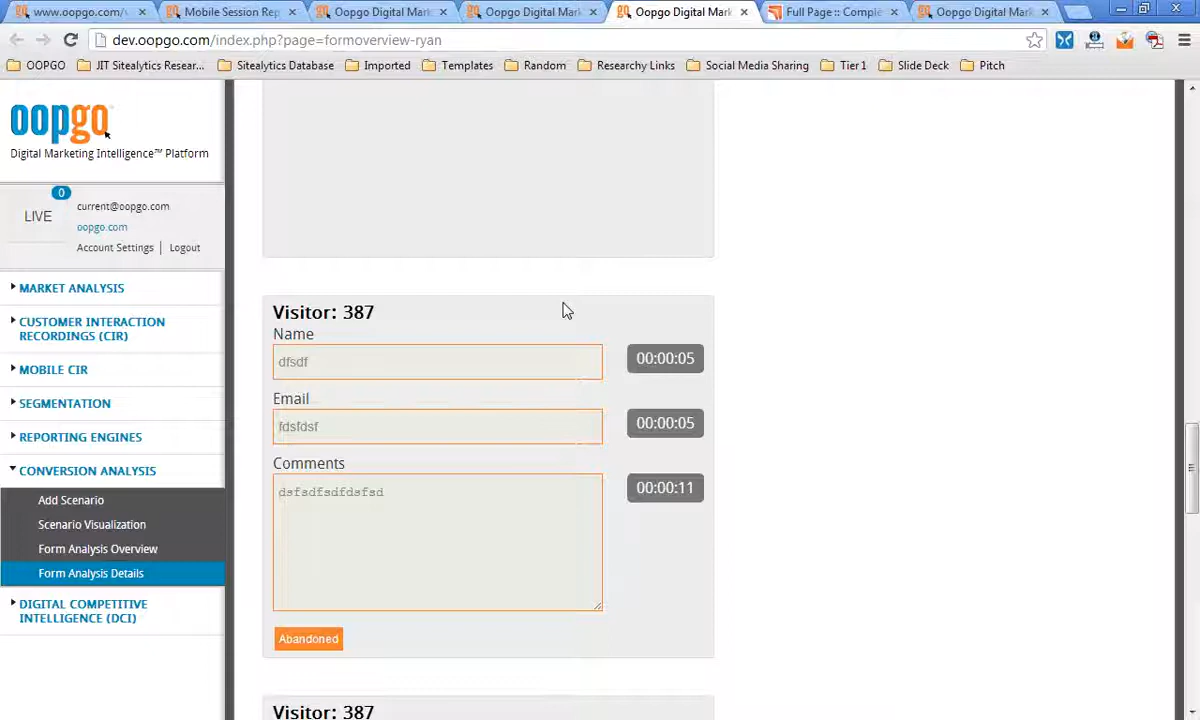 www.oopgo.com/
Mobile Session Rep
Oopgo Digital Mark
Oopgo Digital Mark
Oopgo Digital Mark
Full Page :: Comple
Oopgo Digital Mark
dev.oopgo.com/index.php?page=formoverview-ryan
OOPGO
JIT Sitealytics Resear...
Sitealytics Database
Imported
Templates
Random
Researchy Links
Social Media Sharing
Tier1
Slide Deck
Pitch
oopgo
Digital Marketing Intelligence™ Platform
0
LIVE
current@oopgo.com
oopgo.com
Account Settings | Logout
MARKET ANALYSIS
CUSTOMER INTERACTION
RECORDINGS (CIR)
MOBILE CIR
SEGMENTATION
REPORTING ENGINES
CONVERSION ANALYSIS
Add Scenario
Scenario Visualization
Form Analysis Overview
Form Analysis Details
DIGITAL COMPETITIVE
INTELLIGENCE (DCI)
Visitor: 387
Name
dfsdf
00:00:05
Email
fdsfdsf
00:00:05
Comments
dsfsdfsdfdsfsd
00:00:11
Abandoned
Visitor: 387